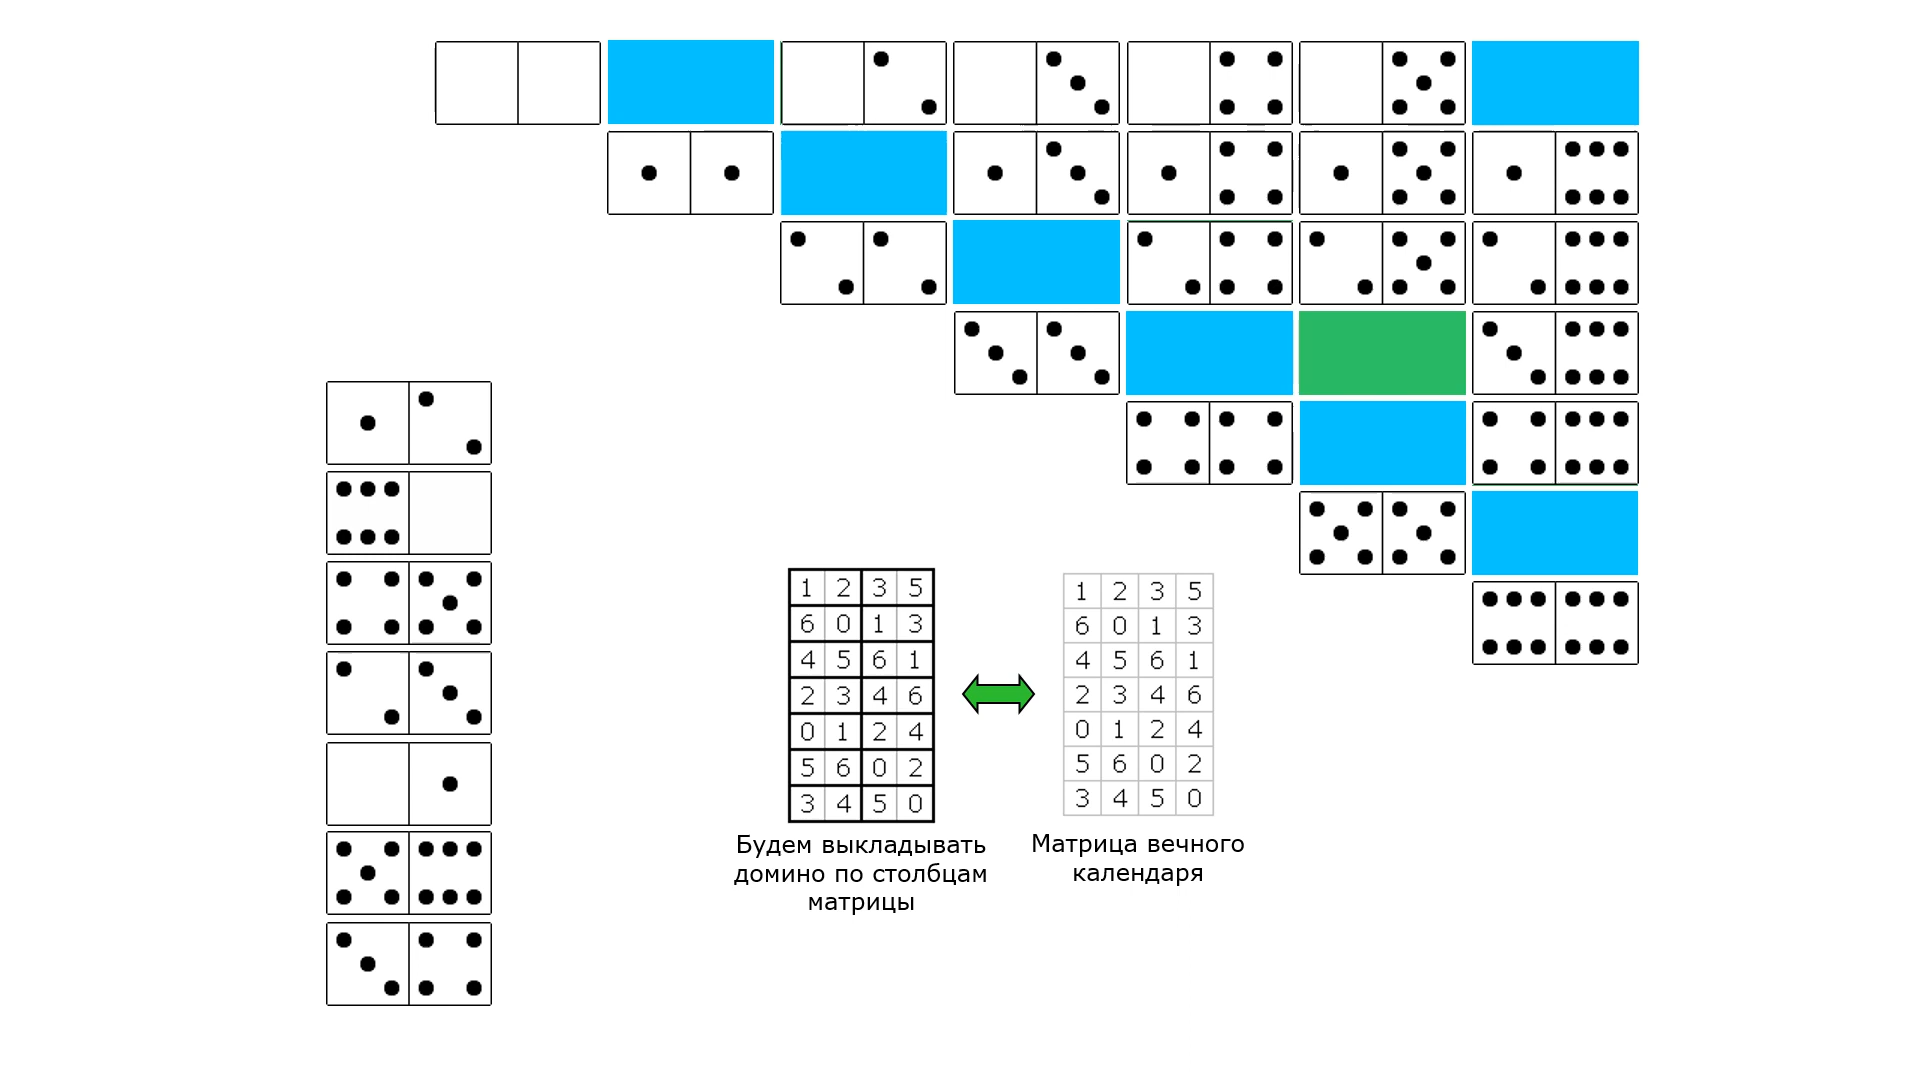 1 2 3 5
6 0 1 3
4 5 6 1
2 3 4 6
0 1 2 4
5 6 0 2
3 4 5 0
Будем выкладывать
домино по столбцам
матрицы
1 2 3 5
6 0 1 3
4 5 6 1
2 3 4 6
0 1 2 4
5 6 0 2
3 4 5 0
Матрица вечного
календаря